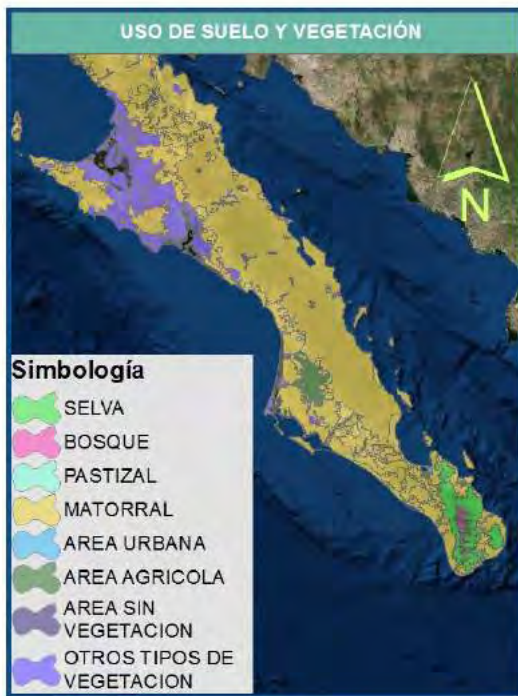 USO DE SUELO Y VEGETACIÓN
N
Simbología
SELVA
BOSQUE
PASTIZAL
MATORRAL
AREA URBANA
AREA AGRICOLA
AREA SIN
VEGETACION
OTROS TIPOS DE
VEGETACION